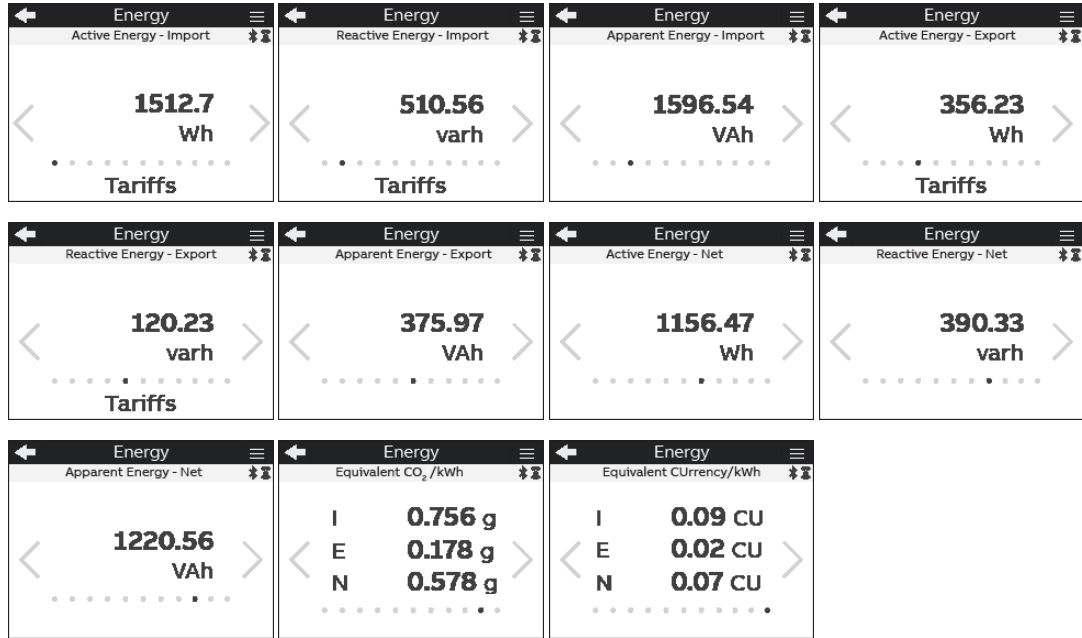 Energy
Active Energy - Import
1512.7
Wh
Tariffs
Energy
Reactive Energy - Import
510.56
varh
Tariffs
Energy
Apparent Energy - Import
1596.54
VAh
Energy
Active Energy - Export
356.23
Wh
Tariffs
Energy
Reactive Energy - Export
120.23
varh
Tariffs
Energy
Apparent Energy - Export
375.97
VAh
Energy
Active Energy - Net
1156.47
Wh
Energy
Reactive Energy - Net
390.33
varh
Energy
Apparent Energy - Net
1220.56
VAh
Energy
Equivalent CO₂ /kWh
I 0.756 g
E 0.178 g
N 0.578 g
Energy
Equivalent CUrrency/kWh
I 0.09 CU
E 0.02 CU
N 0.07 CU